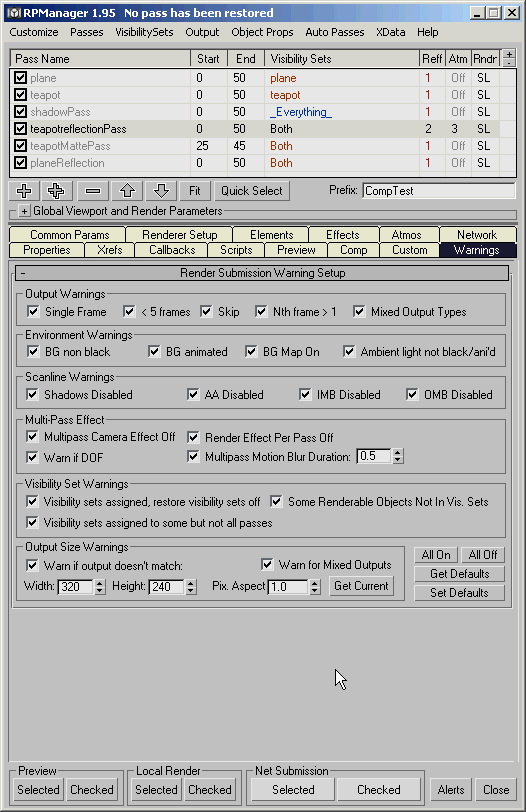 RPManager 1.95 No pass has been restored
Customize Passes VisibilitySets Output Object Props Auto Passes XData Help
Pass Name Start End Visibility Sets Reff Atm Rndr + -
plane 0 50 plane 1 Off SL
teapot 0 50 teapot 1 Off SL
shadowPass 0 50 _Everything_ 1 Off SL
teapotreflectionPass 0 50 Both 2 3 SL
teapotMattePass 25 45 Both 1 Off SL
planeReflection 0 50 Both 1 Off SL
Fit Quick Select Prefix: CompTest
+ Global Viewport and Render Parameters
Common Params Renderer Setup Elements Effects Atmos Network
Properties Xrefs Callbacks Scripts Preview Comp Custom Warnings
- Render Submission Warning Setup
Output Warnings
Single Frame < 5 frames Skip Nth frame > 1 Mixed Output Types
Environment Warnings
BG non black BG animated BG Map On Ambient light not black/ani'd
Scanline Warnings
Shadows Disabled AA Disabled IMB Disabled OMB Disabled
Multi-Pass Effect
Multipass Camera Effect Off Render Effect Per Pass Off
Warn if DOF Multipass Motion Blur Duration: 0.5
Visibility Set Warnings
Visibility sets assigned, restore visibility sets off Some Renderable Objects Not In Vis. Sets
Visibility sets assigned to some but not all passes
Output Size Warnings
Warn if output doesn't match: Warn for Mixed Outputs
Width: 320 Height: 240 Pix. Aspect 1.0 Get Current
All On All Off
Get Defaults
Set Defaults
Preview Local Render Net Submission
Selected Checked Selected Checked Selected Checked Alerts Close